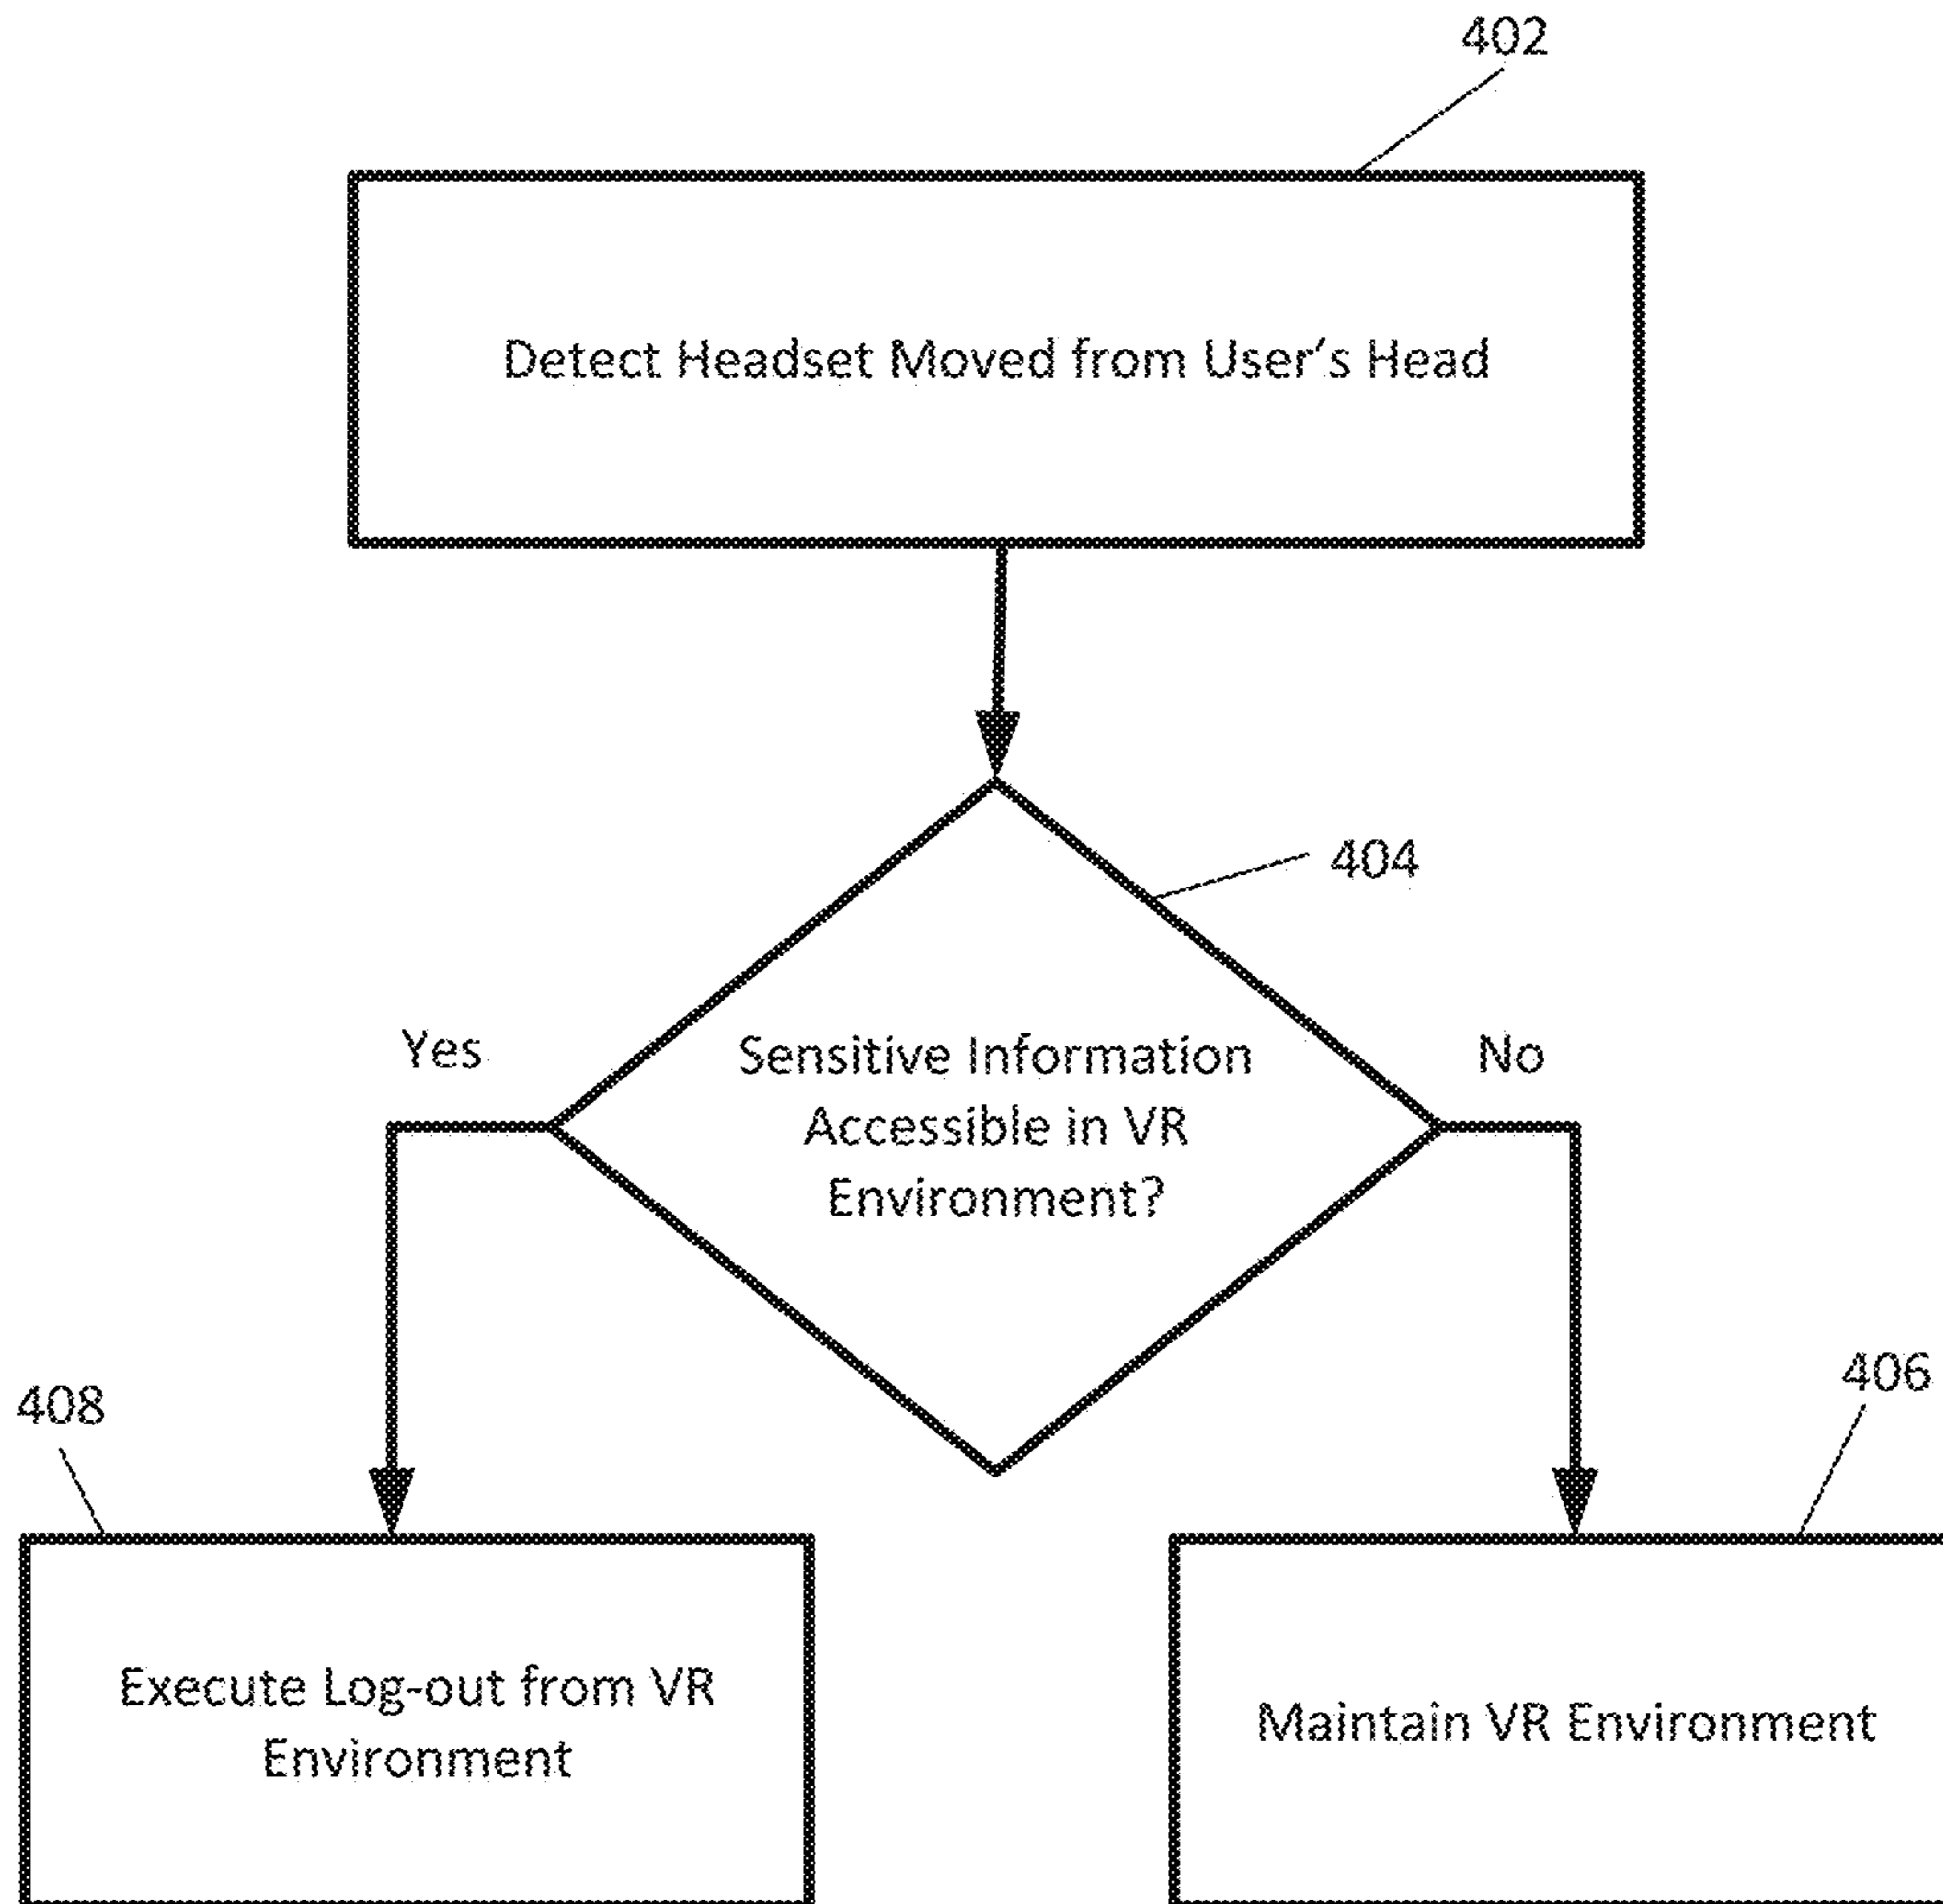 402
Detect Headset Moved from User's Head
404
Yes
No
Sensitive Information
Accessible in VR
Environment?
408
406
Execute Log-out from VR
Environment
Maintain VR Environment